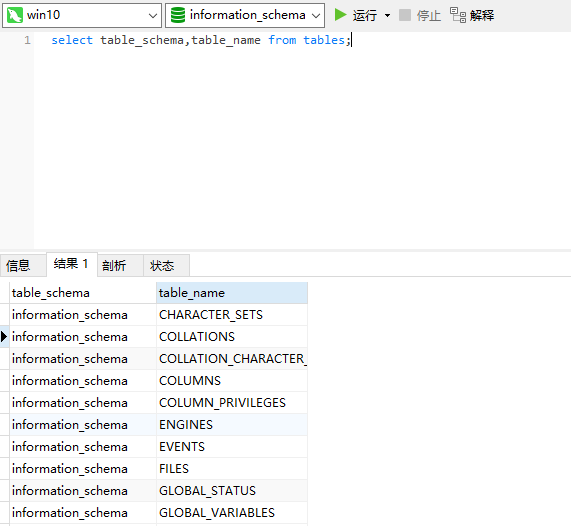 win10 information_schema 运行 停止 解释
1 select table_schema,table_name from tables;
信息 结果 1 剖析 状态
table_schema table_name
information_schema CHARACTER_SETS
information_schema COLLATIONS
information_schema COLLATION_CHARACTER_
information_schema COLUMNS
information_schema COLUMN_PRIVILEGES
information_schema ENGINES
information_schema EVENTS
information_schema FILES
information_schema GLOBAL_STATUS
information_schema GLOBAL_VARIABLES